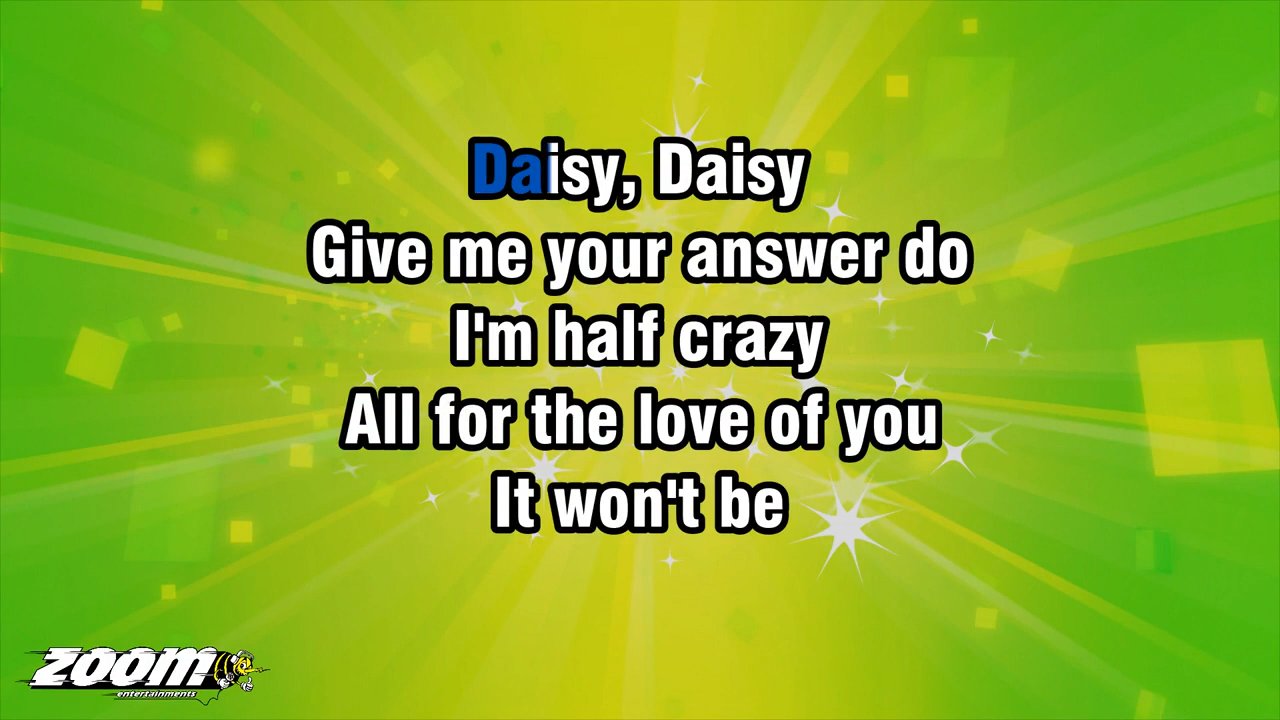 Daisy, Daisy
Give me your answer do
I'm half crazy
All for the love of you
It won't be
zoom
entertainments